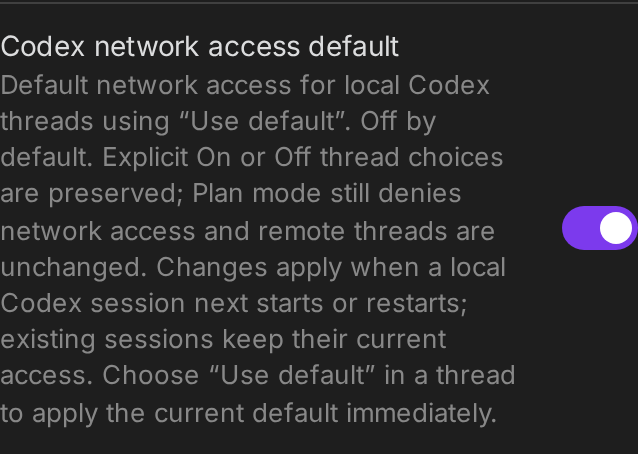 Codex network access default
Default network access for local Codex
threads using “Use default”. Off by
default. Explicit On or Off thread choices
are preserved; Plan mode still denies
network access and remote threads are
unchanged. Changes apply when a local
Codex session next starts or restarts;
existing sessions keep their current
access. Choose “Use default” in a thread
to apply the current default immediately.